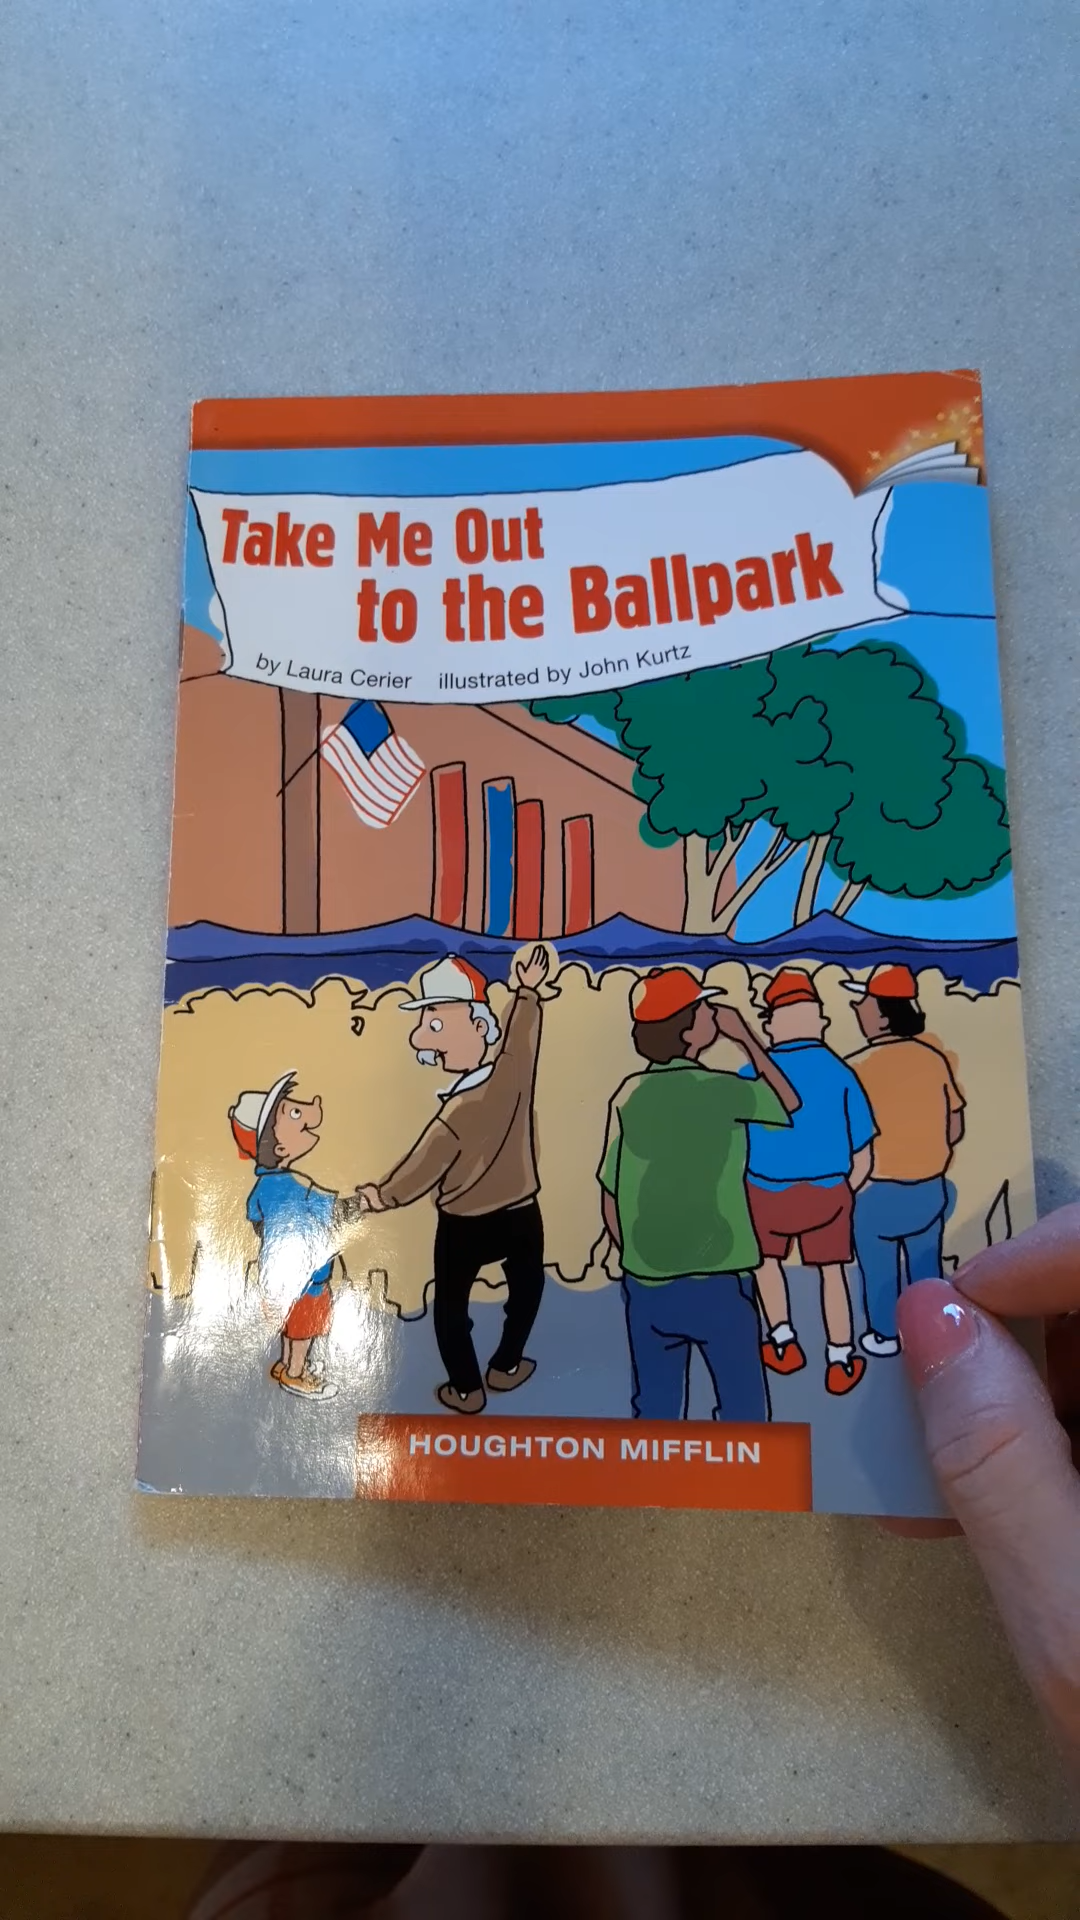 Take Me Out
to the Ballpark
by Laura Cerier illustrated by John Kurtz
HOUGHTON MIFFLIN